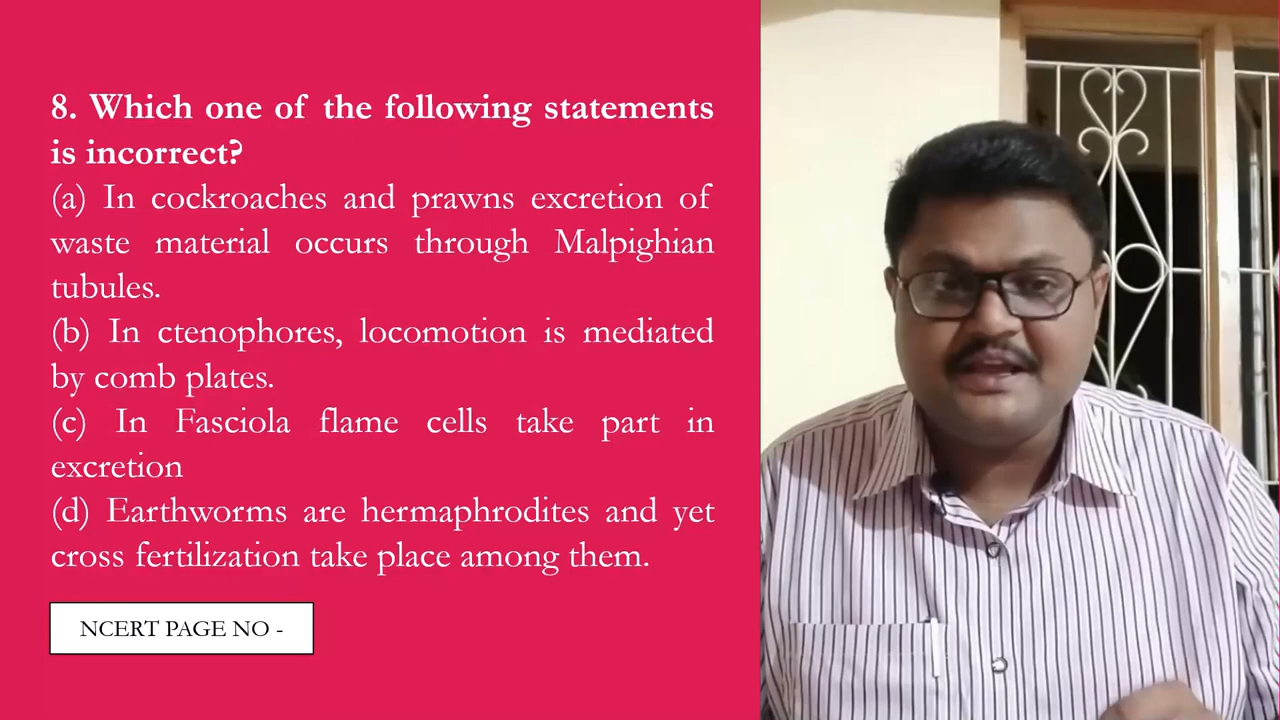 8. Which one of the following statements
is incorrect?
(a) In cockroaches and prawns excretion of
waste material occurs through Malpighian
tubules.
(b) In ctenophores, locomotion is mediated
by comb plates.
(c) In Fasciola flame cells take part in
excretion
(d) Earthworms are hermaphrodites and yet
cross fertilization take place among them.
NCERT PAGE NO -